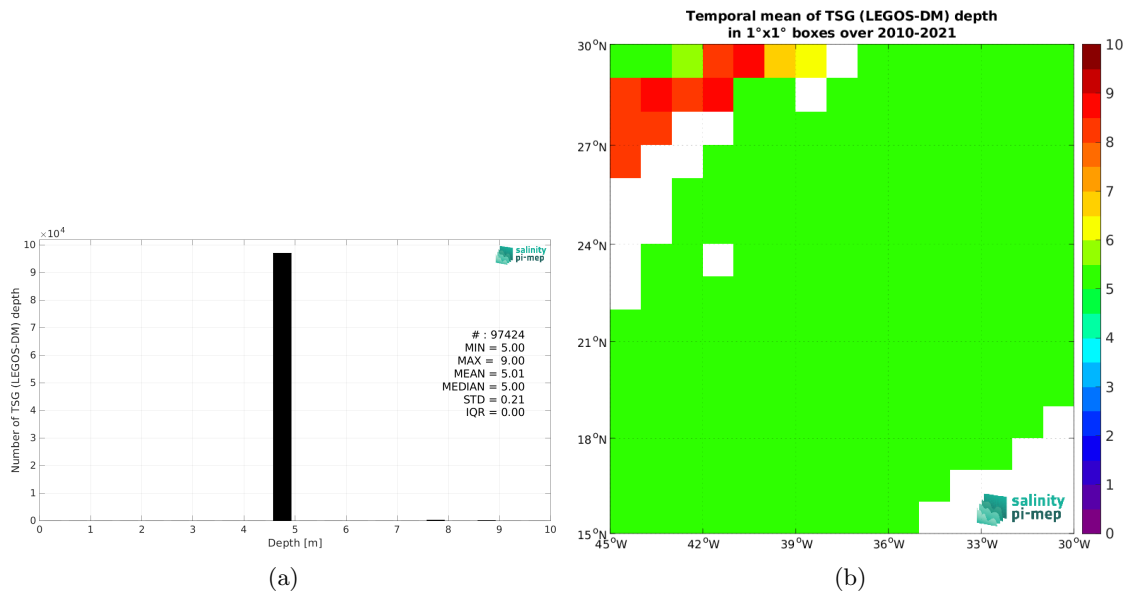 ×10⁴
10
9
8
7
6
5
4
3
2
1
0
Number of TSG (LEGOS-DM) depth
salinity
pi-mep
# : 97424
MIN = 5.00
MAX = 9.00
MEAN = 5.01
MEDIAN = 5.00
STD = 0.21
IQR = 0.00
0 1 2 3 4 5 6 7 8 9 10
Depth [m]
(a)
Temporal mean of TSG (LEGOS-DM) depth
in 1°x1° boxes over 2010-2021
30°N
27°N
24°N
21°N
18°N
15°N
45°W 42°W 39°W 36°W 33°W 30°W
salinity
pi-mep
10
9
8
7
6
5
4
3
2
1
0
(b)